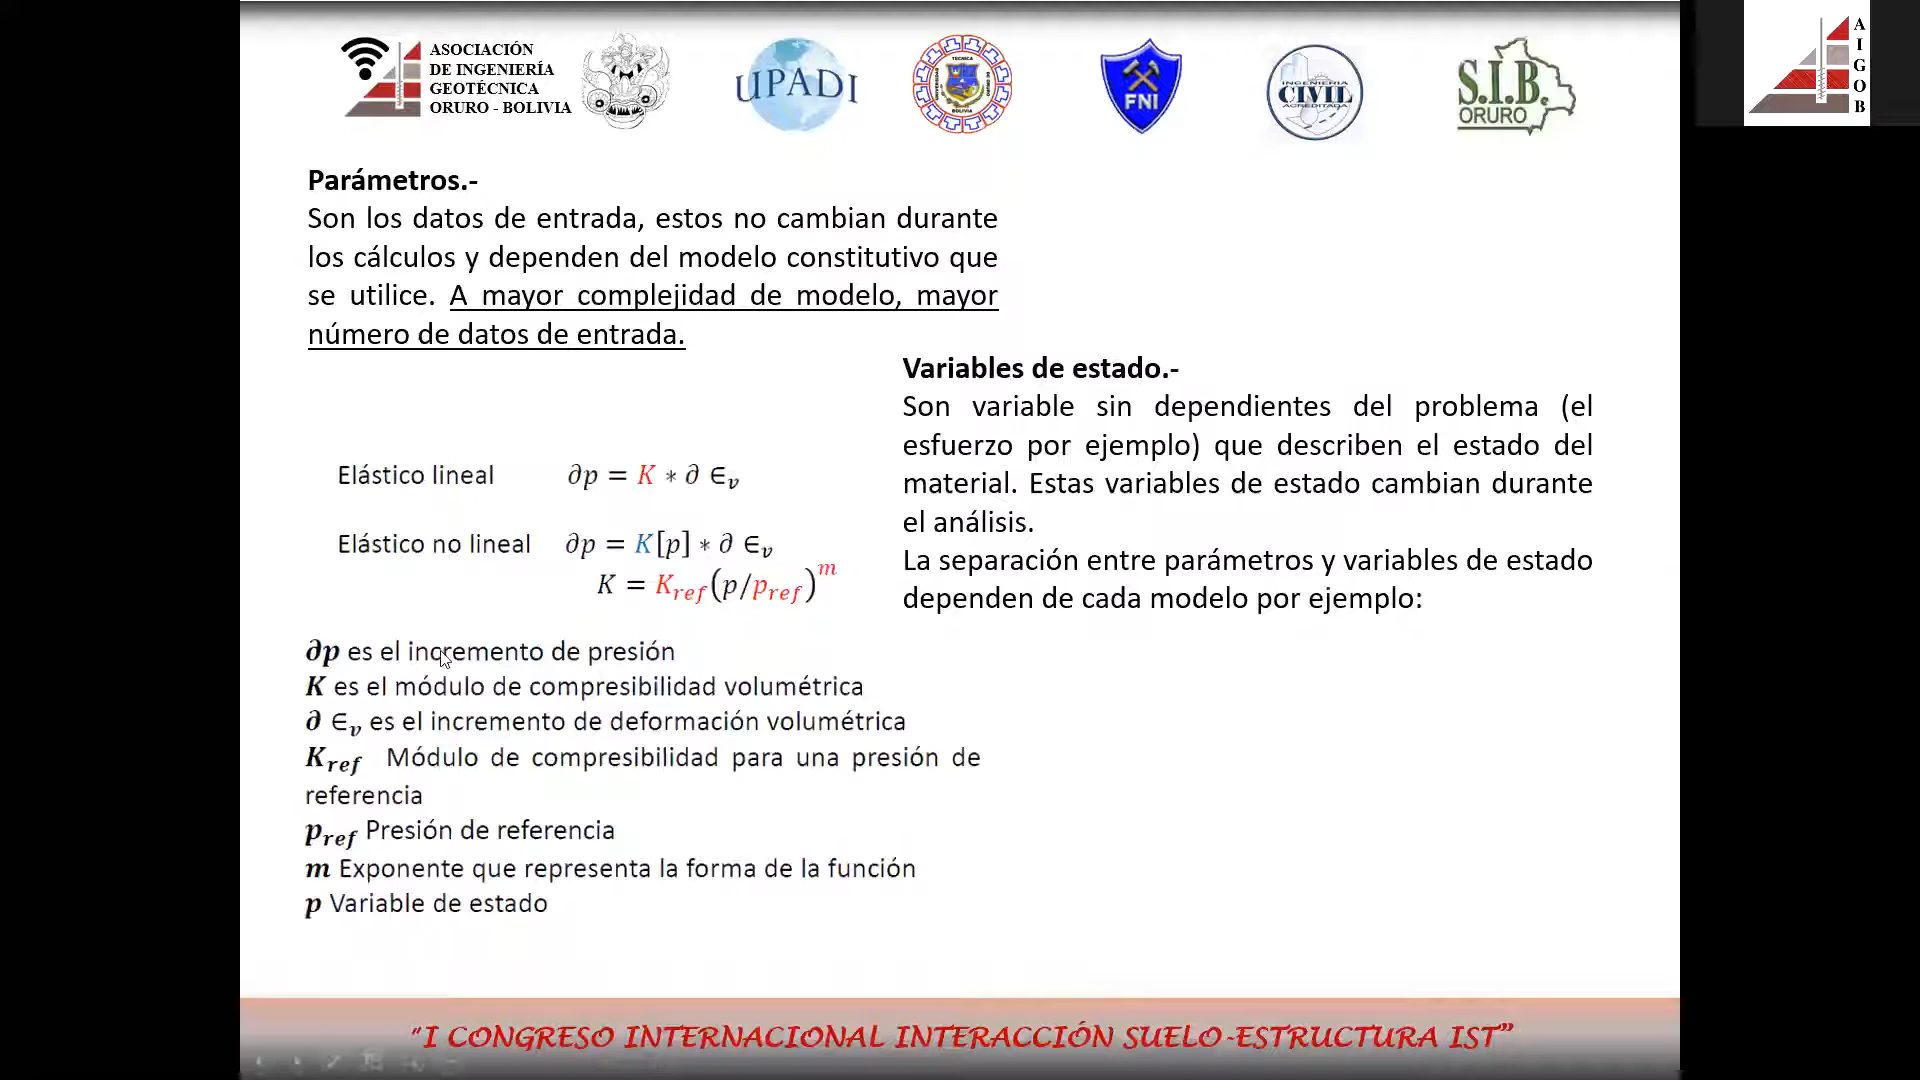 ASOCIACIÓN
DE INGENIERÍA
GEOTÉCNICA
ORURO - BOLIVIA
UPADI
TECNICA
UNIVERSIDAD
DE ORURO
BOLIVIA
FNI
INGENIERIA
CIVIL
ACREDITADA
S.I.B.
ORURO
A
I
G
O
B
Parámetros.-
Son los datos de entrada, estos no cambian durante
los cálculos y dependen del modelo constitutivo que
se utilice. A mayor complejidad de modelo, mayor
número de datos de entrada.
Variables de estado.-
Son variable sin dependientes del problema (el
esfuerzo por ejemplo) que describen el estado del
material. Estas variables de estado cambian durante
el análisis.
La separación entre parámetros y variables de estado
dependen de cada modelo por ejemplo:
Elástico lineal ∂p = K ∗ ∂ ∈v
Elástico no lineal ∂p = K[p] ∗ ∂ ∈v
K = Kref(p/pref)^m
∂p es el incremento de presión
K es el módulo de compresibilidad volumétrica
∂ ∈v es el incremento de deformación volumétrica
Kref Módulo de compresibilidad para una presión de
referencia
pref Presión de referencia
m Exponente que representa la forma de la función
p Variable de estado
“I CONGRESO INTERNACIONAL INTERACCIÓN SUELO-ESTRUCTURA IST”